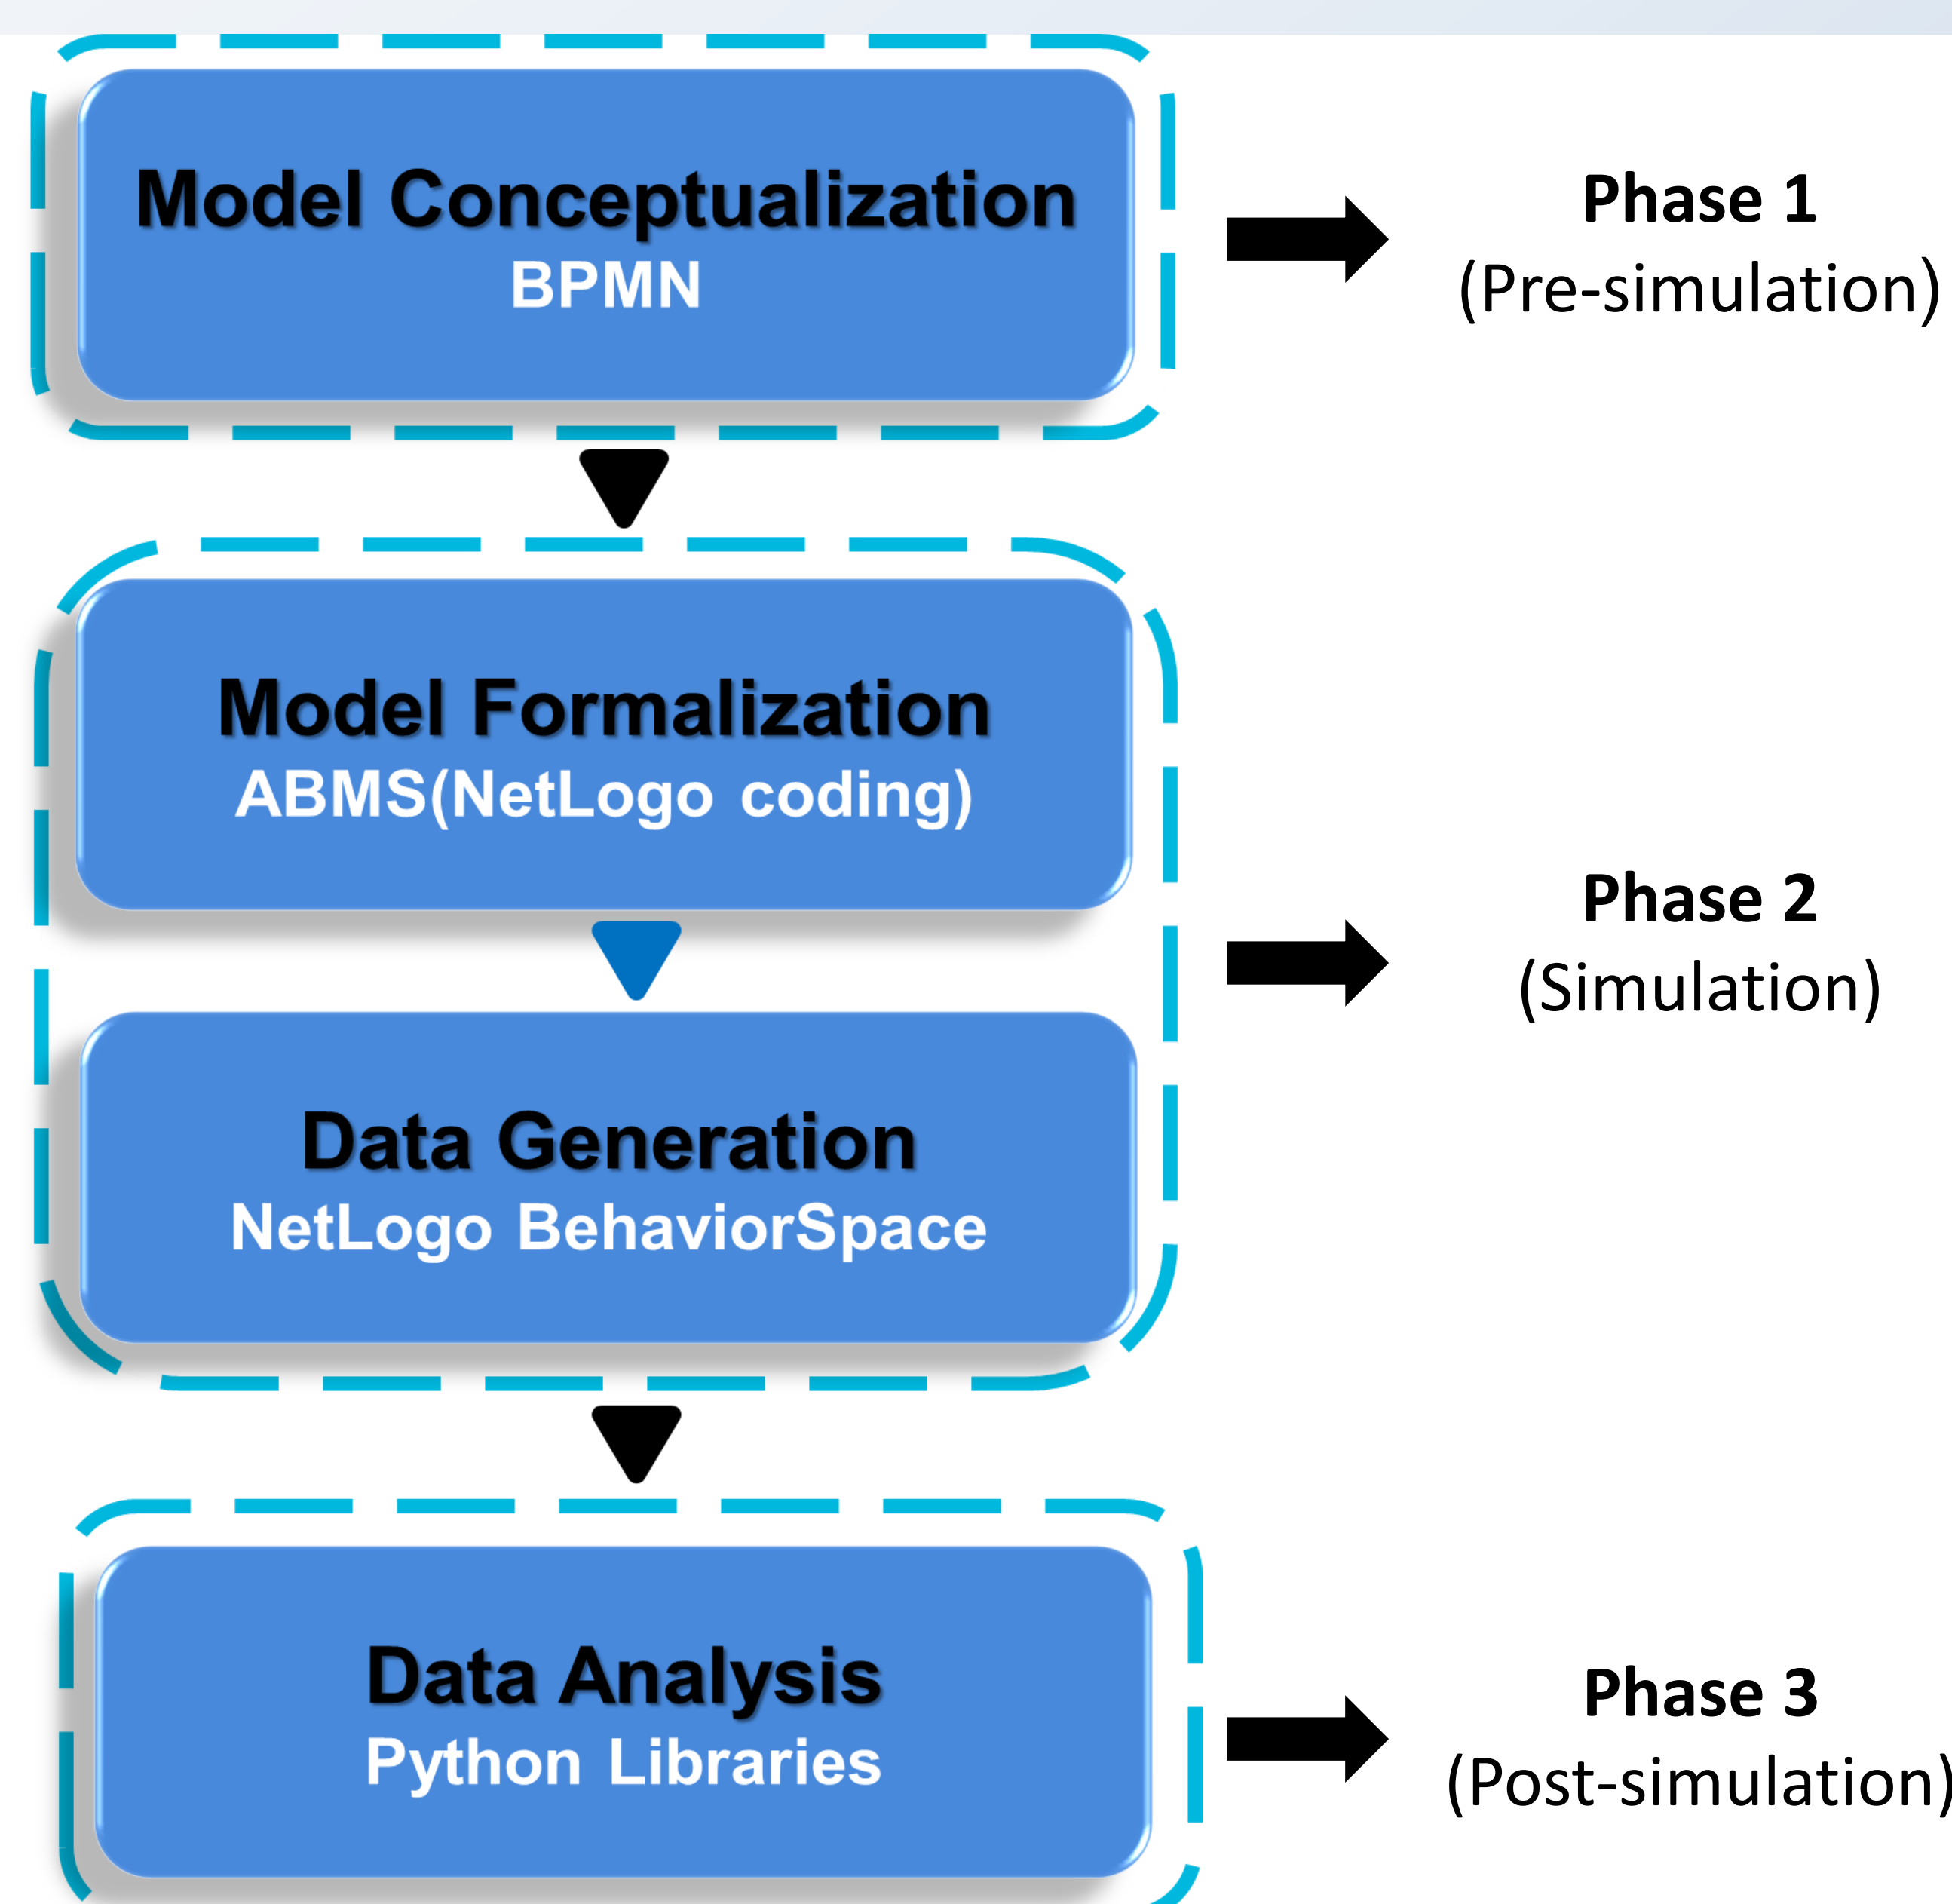 Model Conceptualization
BPMN
Phase 1
(Pre-simulation)
Model Formalization
ABMS(NetLogo coding)
Phase 2
(Simulation)
Data Generation
NetLogo BehaviorSpace
Data Analysis
Python Libraries
Phase 3
(Post-simulation)